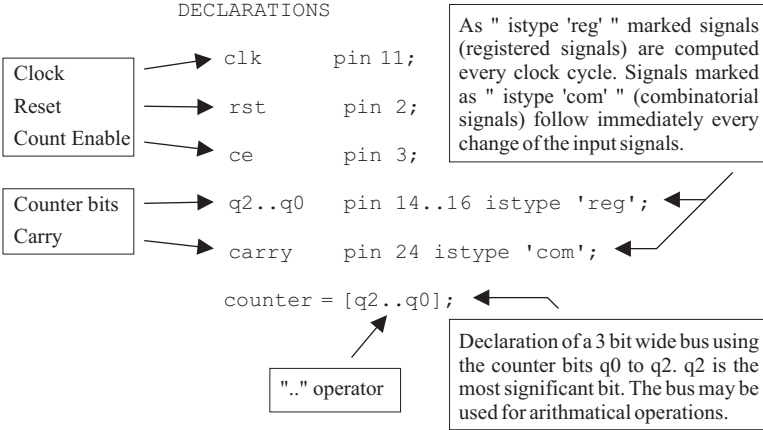 DECLARATIONS
As " istype 'reg' " marked signals
(registered signals) are computed
every clock cycle. Signals marked
as " istype 'com' " (combinatorial
signals) follow immediately every
change of the input signals.
Clock
Reset
Count Enable
clk pin 11;
rst pin 2;
ce pin 3;
Counter bits
Carry
q2..q0 pin 14..16 istype 'reg';
carry pin 24 istype 'com';
counter = [q2..q0];
".." operator
Declaration of a 3 bit wide bus using
the counter bits q0 to q2. q2 is the
most significant bit. The bus may be
used for arithmatical operations.